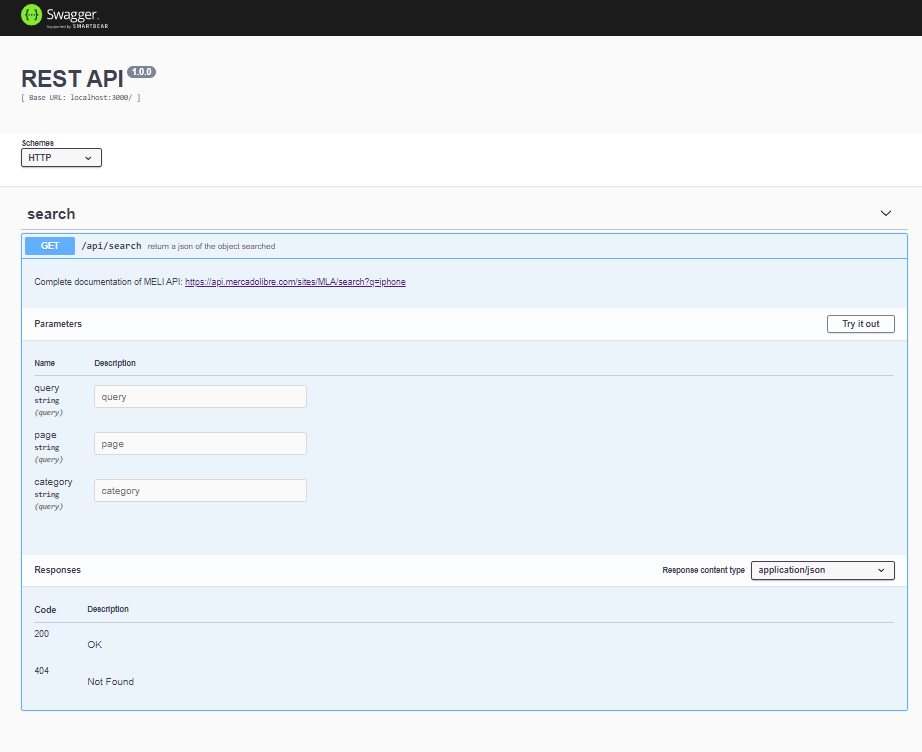 Swagger.
Supported by SMARTBEAR
REST API 1.0.0
[ Base URL: localhost:3000/ ]
Schemes
HTTP
search
GET /api/search return a json of the object searched
Complete documentation of MELI API: https://api.mercadolibre.com/sites/MLA/search?q=iphone
Parameters Try it out
Name Description
query
string
(query)
query
page
string
(query)
page
category
string
(query)
category
Responses Response content type application/json
Code Description
200
OK
404
Not Found